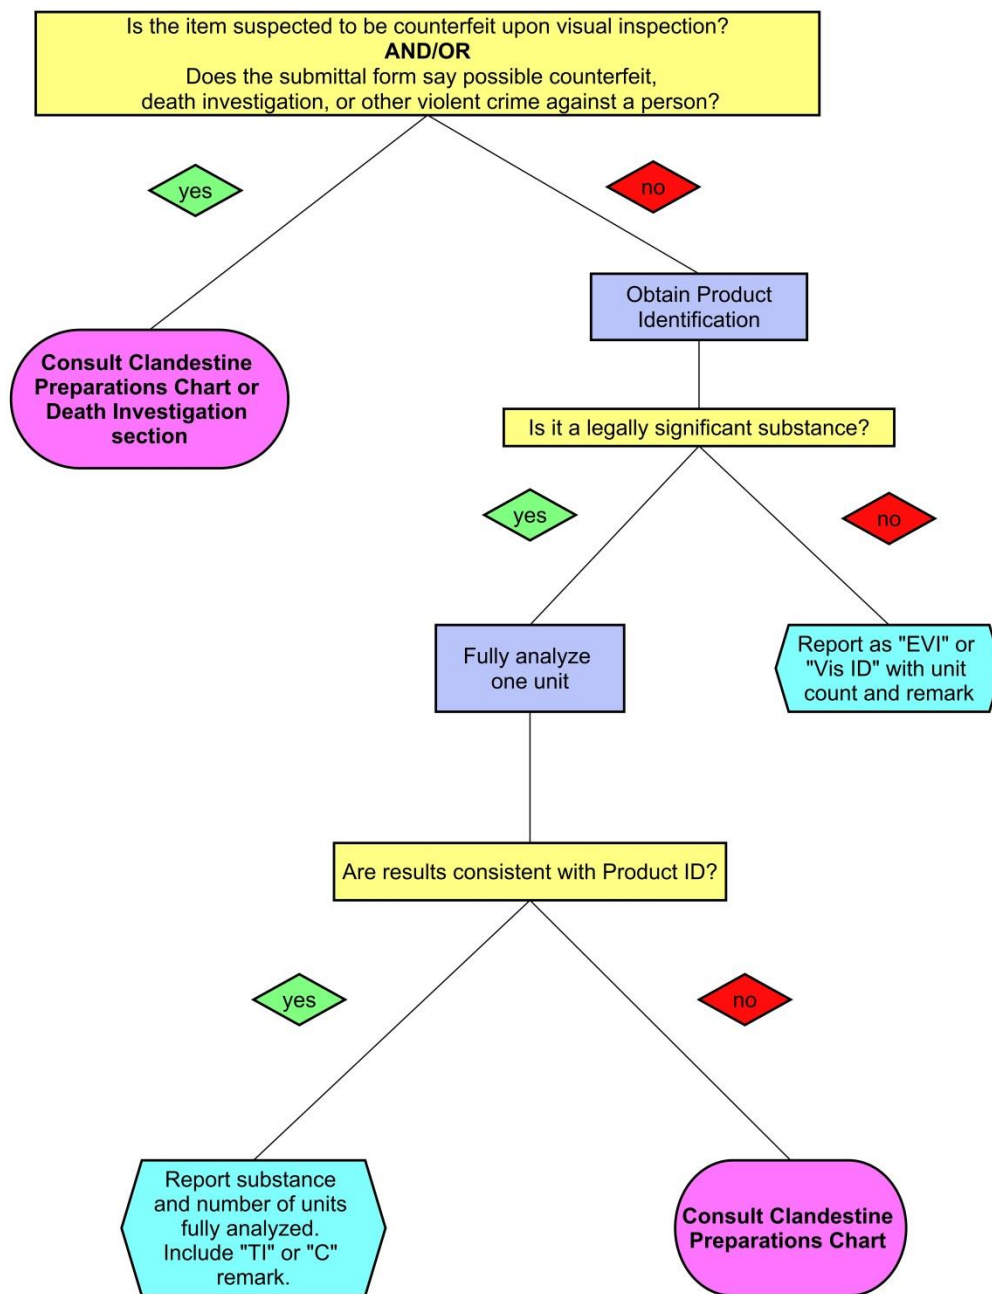 Is the item suspected to be counterfeit upon visual inspection?
AND/OR
Does the submittal form say possible counterfeit,
death investigation, or other violent crime against a person?
yes
no
Obtain Product
Identification
Consult Clandestine
Preparations Chart or
Death Investigation
section
Is it a legally significant substance?
yes
no
Fully analyze
one unit
Report as "EVI" or
"Vis ID" with unit
count and remark
Are results consistent with Product ID?
yes
no
Report substance
and number of units
fully analyzed.
Include "TI" or "C"
remark.
Consult Clandestine
Preparations Chart